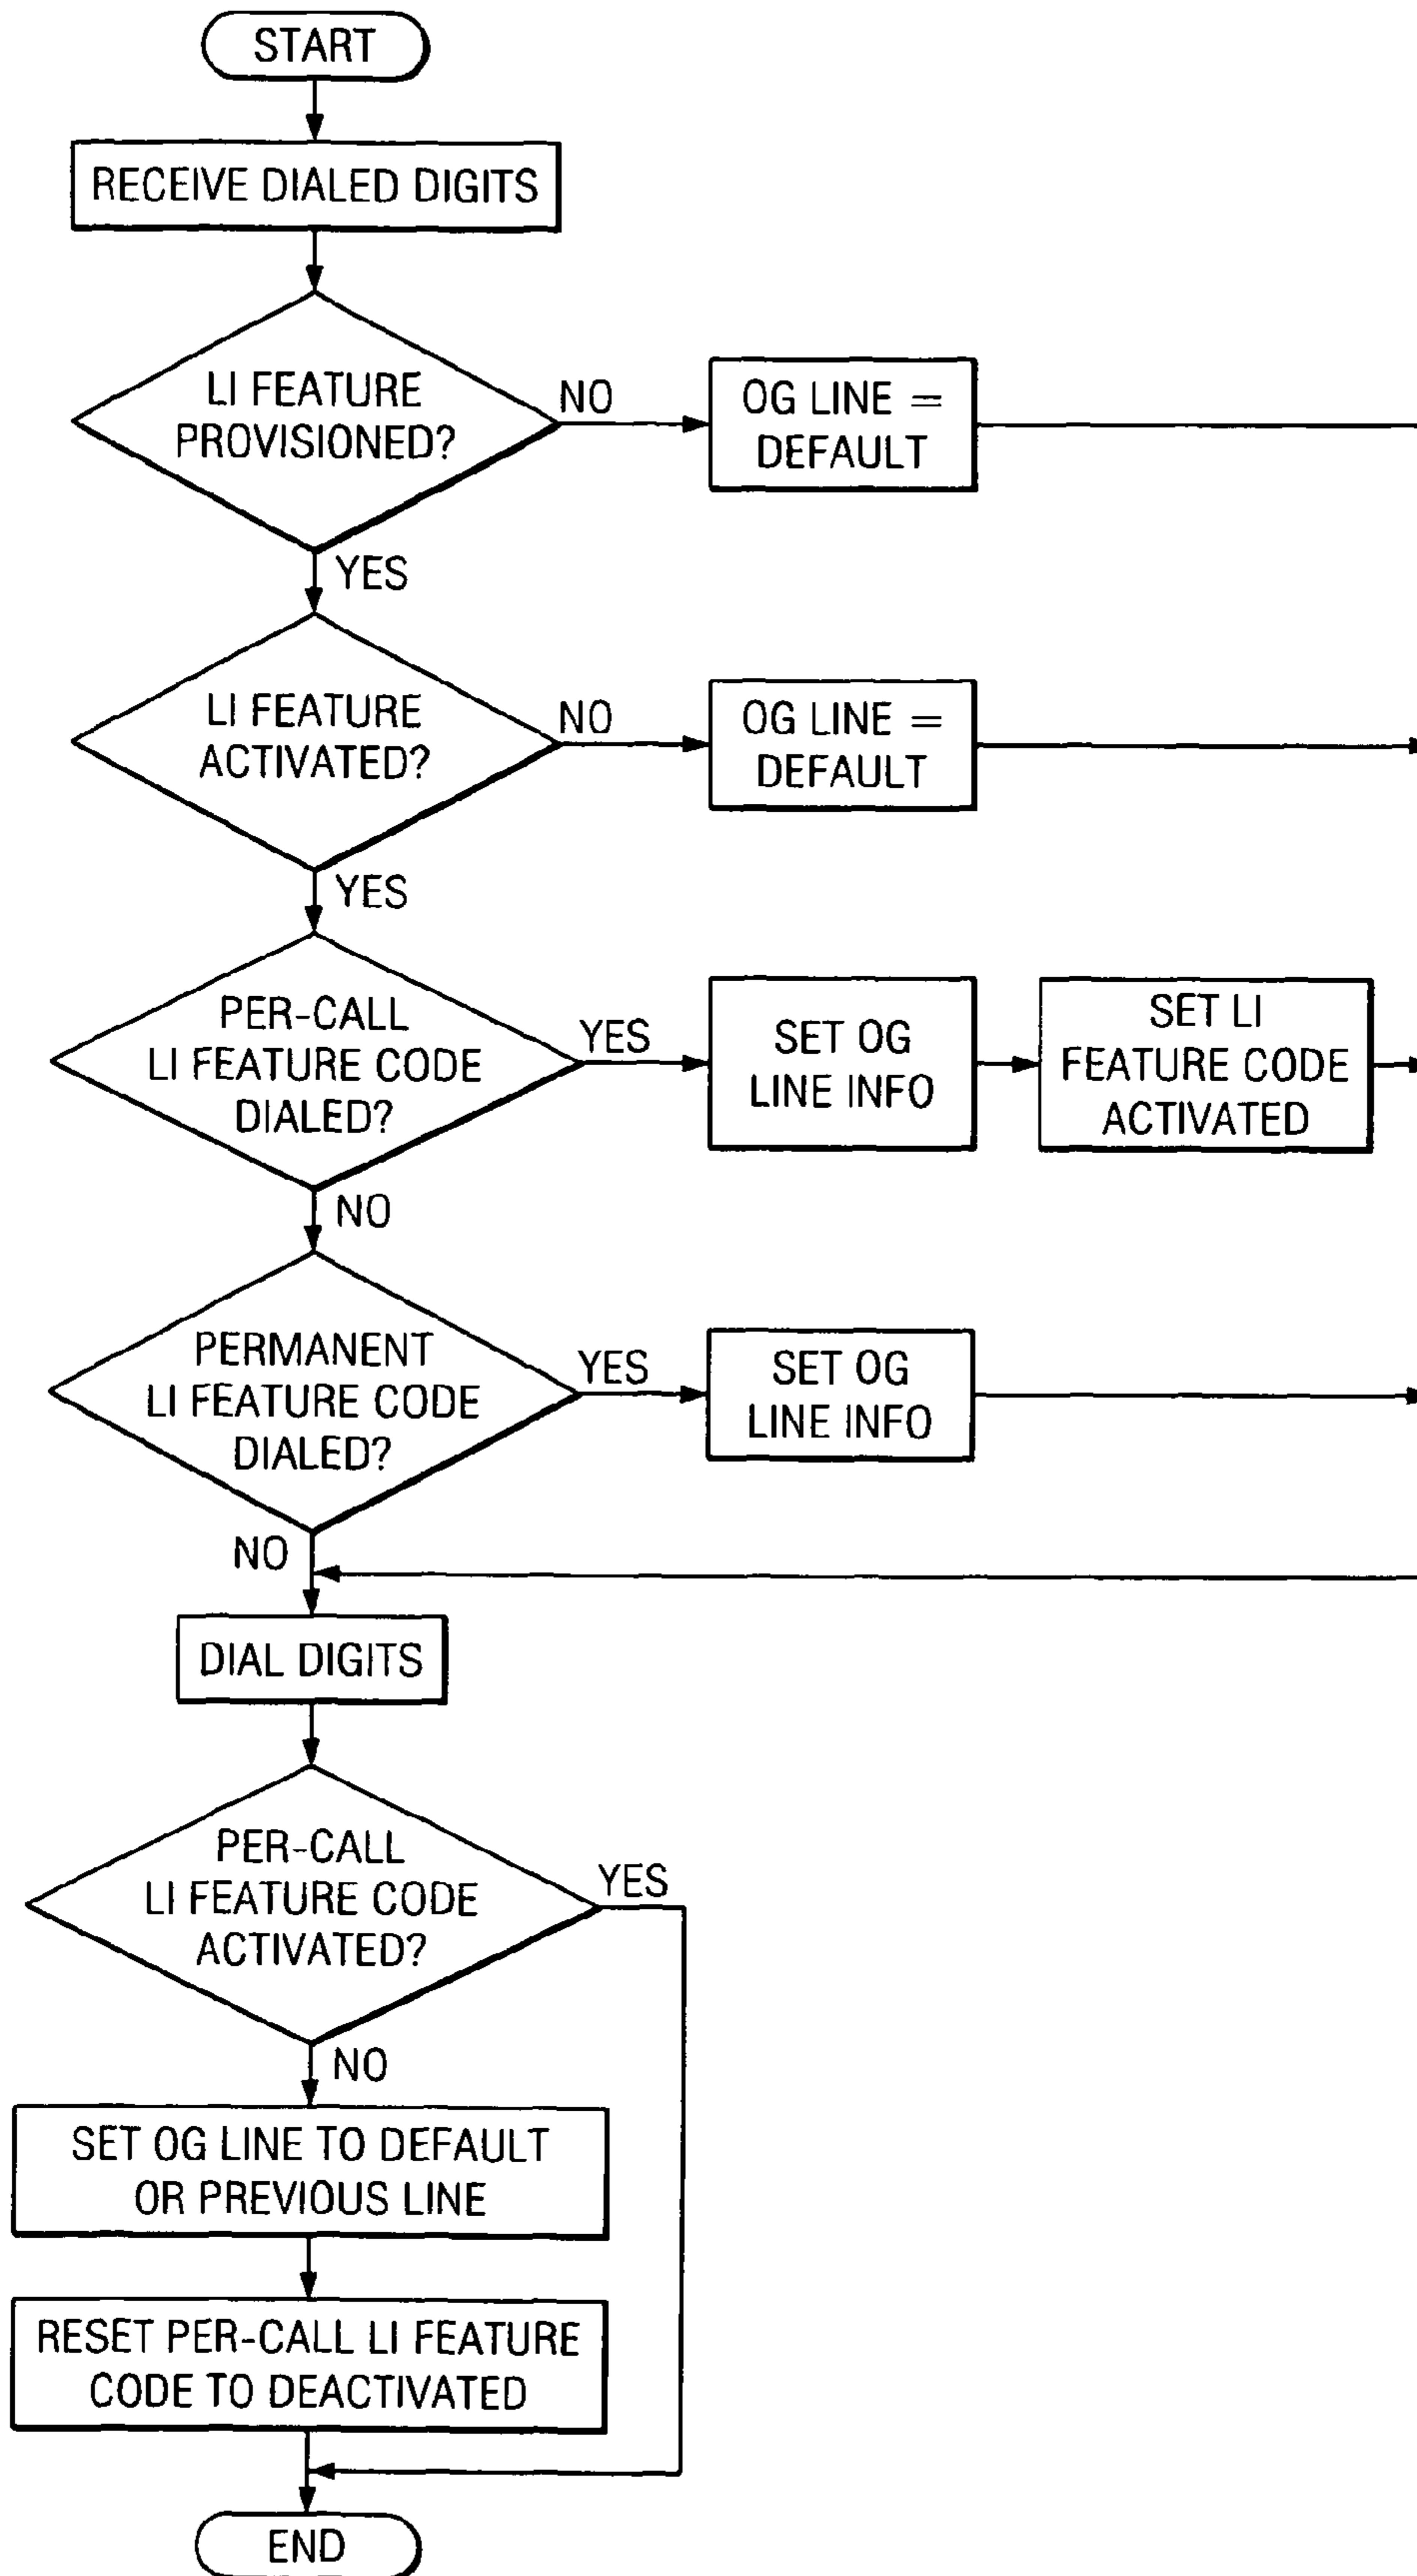 START
RECEIVE DIALED DIGITS
LI FEATURE
PROVISIONED?
NO
OG LINE =
DEFAULT
YES
LI FEATURE
ACTIVATED?
NO
OG LINE =
DEFAULT
YES
PER-CALL
LI FEATURE CODE
DIALED?
YES
SET OG
LINE INFO
SET LI
FEATURE CODE
ACTIVATED
NO
PERMANENT
LI FEATURE CODE
DIALED?
YES
SET OG
LINE INFO
NO
DIAL DIGITS
PER-CALL
LI FEATURE CODE
ACTIVATED?
YES
NO
SET OG LINE TO DEFAULT
OR PREVIOUS LINE
RESET PER-CALL LI FEATURE
CODE TO DEACTIVATED
END